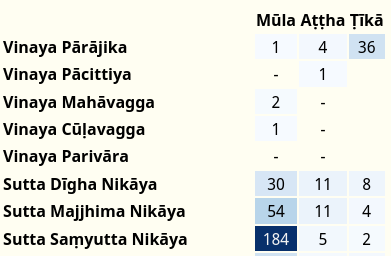 Mūla Aṭṭha Ṭīkā
Vinaya Pārājika 1 4 36
Vinaya Pācittiya - 1
Vinaya Mahāvagga 2 -
Vinaya Cūḷavagga 1 -
Vinaya Parivāra - -
Sutta Dīgha Nikāya 30 11 8
Sutta Majjhima Nikāya 54 11 4
Sutta Saṃyutta Nikāya 184 5 2